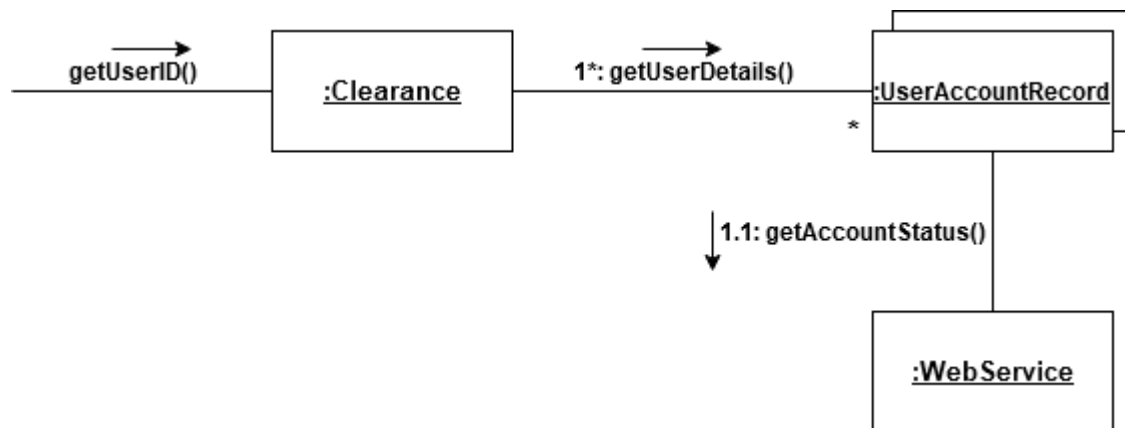 getUserID()
:Clearance
1*: getUserDetails()
:UserAccountRecord
*
1.1: getAccountStatus()
:WebService